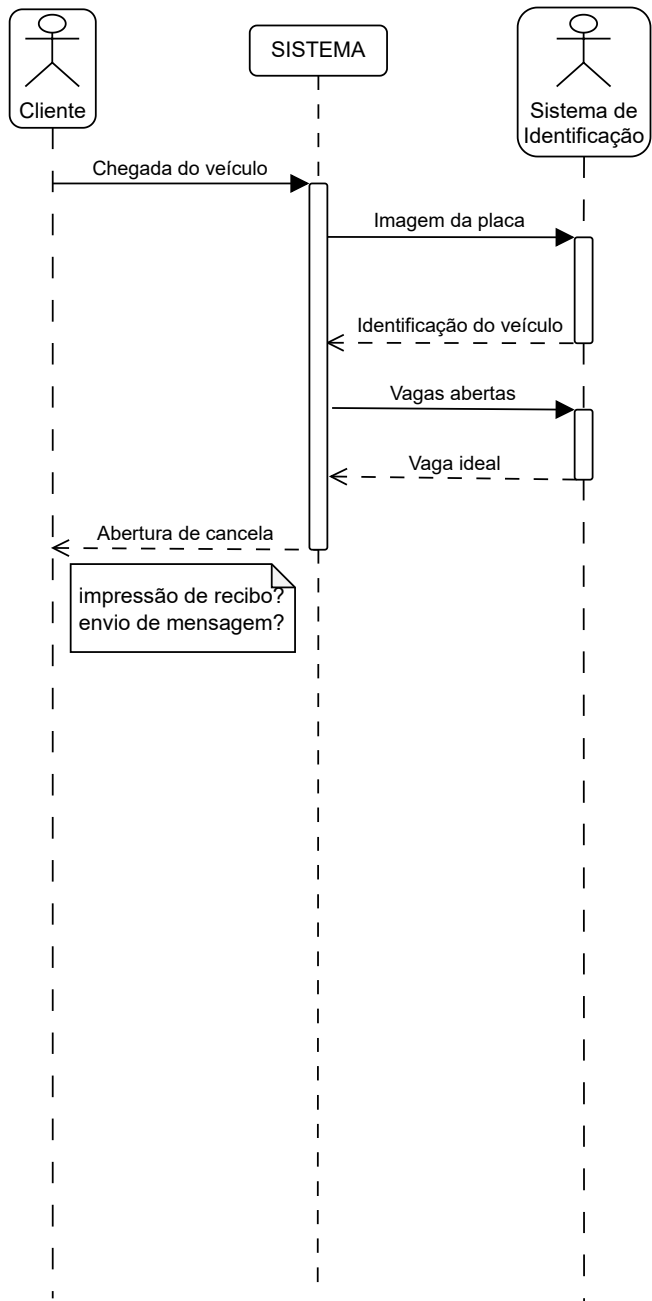 Cliente
SISTEMA
Sistema de
Identificação
Chegada do veículo
Imagem da placa
Identificação do veículo
Vagas abertas
Vaga ideal
Abertura de cancela
impressão de recibo?
envio de mensagem?